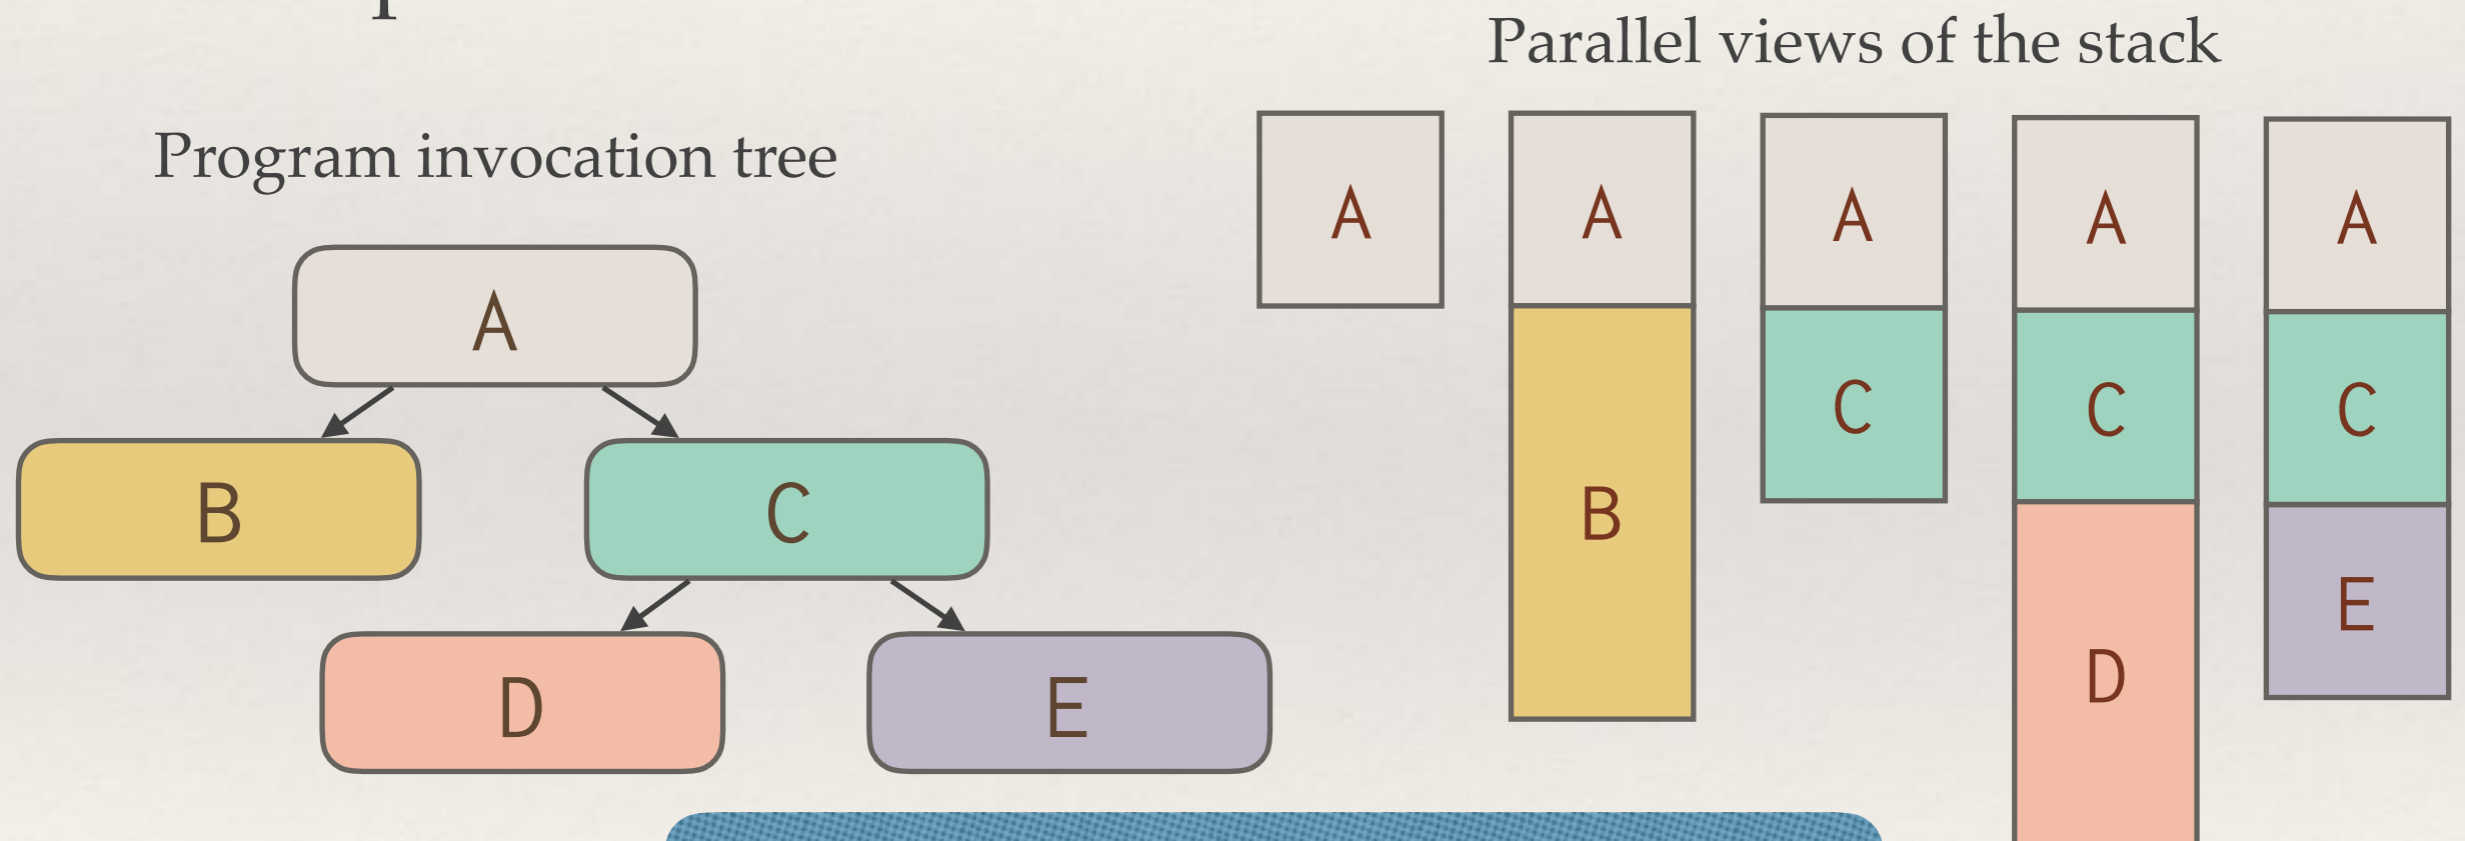 Parallel views of the stack
Program invocation tree
A
B C
D E
A A A A A
B C C C
D E